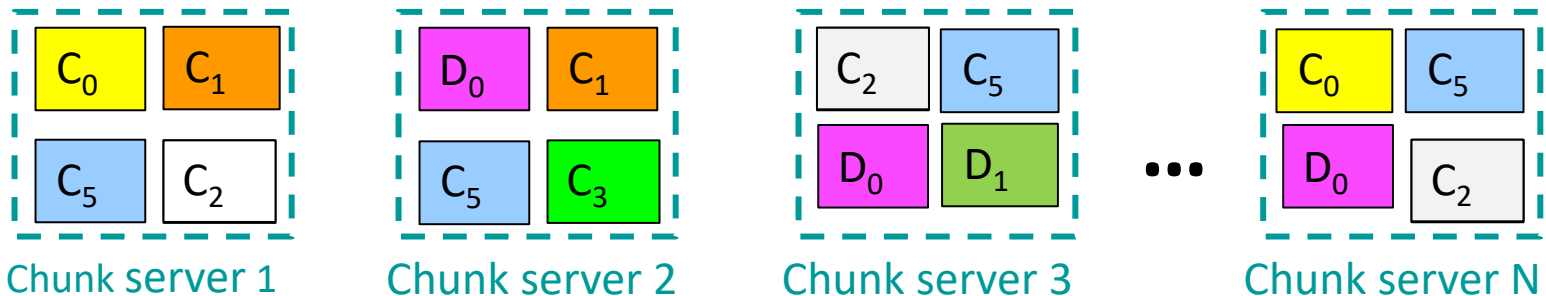 C₀ C₁ D₀ C₁ C₂ C₅ C₀ C₅
C₅ C₂ C₅ C₃ D₀ D₁ ... D₀ C₂
Chunk server 1 Chunk server 2 Chunk server 3 Chunk server N